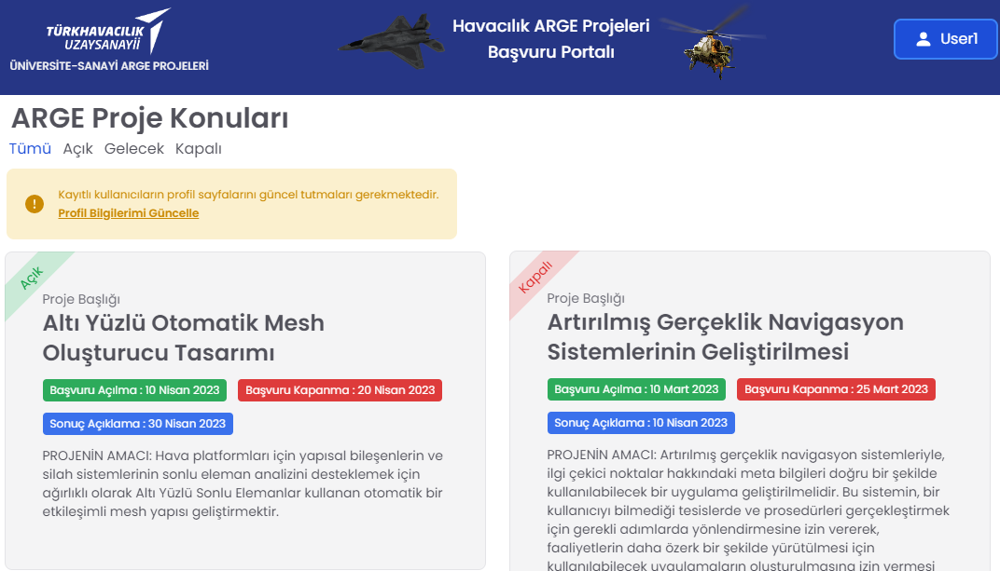 TÜRKHAVACILIK
UZAYSANAYİİ
ÜNİVERSİTE-SANAYİ ARGE PROJELERİ
Havacılık ARGE Projeleri
Başvuru Portalı
User1
ARGE Proje Konuları
Tümü Açık Gelecek Kapalı
Kayıtlı kullanıcıların profil sayfalarını güncel tutmaları gerekmektedir.
Profil Bilgilerimi Güncelle
Açık
Proje Başlığı
Altı Yüzlü Otomatik Mesh
Oluşturucu Tasarımı
Başvuru Açılma : 10 Nisan 2023 Başvuru Kapanma : 20 Nisan 2023
Sonuç Açıklama : 30 Nisan 2023
PROJENİN AMACI: Hava platformları için yapısal bileşenlerin ve
silah sistemlerinin sonlu eleman analizini desteklemek için
ağırlıklı olarak Altı Yüzlü Sonlu Elemanlar kullanan otomatik bir
etkileşimli mesh yapısı geliştirmektir.
Kapalı
Proje Başlığı
Artırılmış Gerçeklik Navigasyon
Sistemlerinin Geliştirilmesi
Başvuru Açılma : 10 Mart 2023 Başvuru Kapanma : 25 Mart 2023
Sonuç Açıklama : 10 Nisan 2023
PROJENİN AMACI: Artırılmış gerçeklik navigasyon sistemleriyle,
ilgi çekici noktalar hakkındaki meta bilgileri doğru bir şekilde
kullanılabilecek bir uygulama geliştirilmelidir. Bu sistemin, bir
kullanıcıyı bilmediği tesislerde ve prosedürleri gerçekleştirmek
için gerekli adımlarda yönlendirmesine izin vererek,
faaliyetlerin daha özerk bir şekilde yürütülmesi için
kullanılabilecek uygulamaların oluşturulmasına izin vermesi